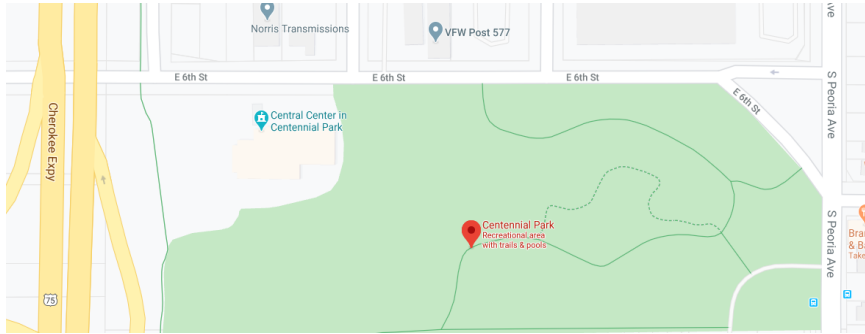 Norris Transmissions
VFW Post 577
E 6th St
E 6th St
E 6th St
E 6th St
S Peoria Ave
Cherokee Expy
Central Center in
Centennial Park
Centennial Park
Recreational area
with trails & pools
S Peoria Ave
75